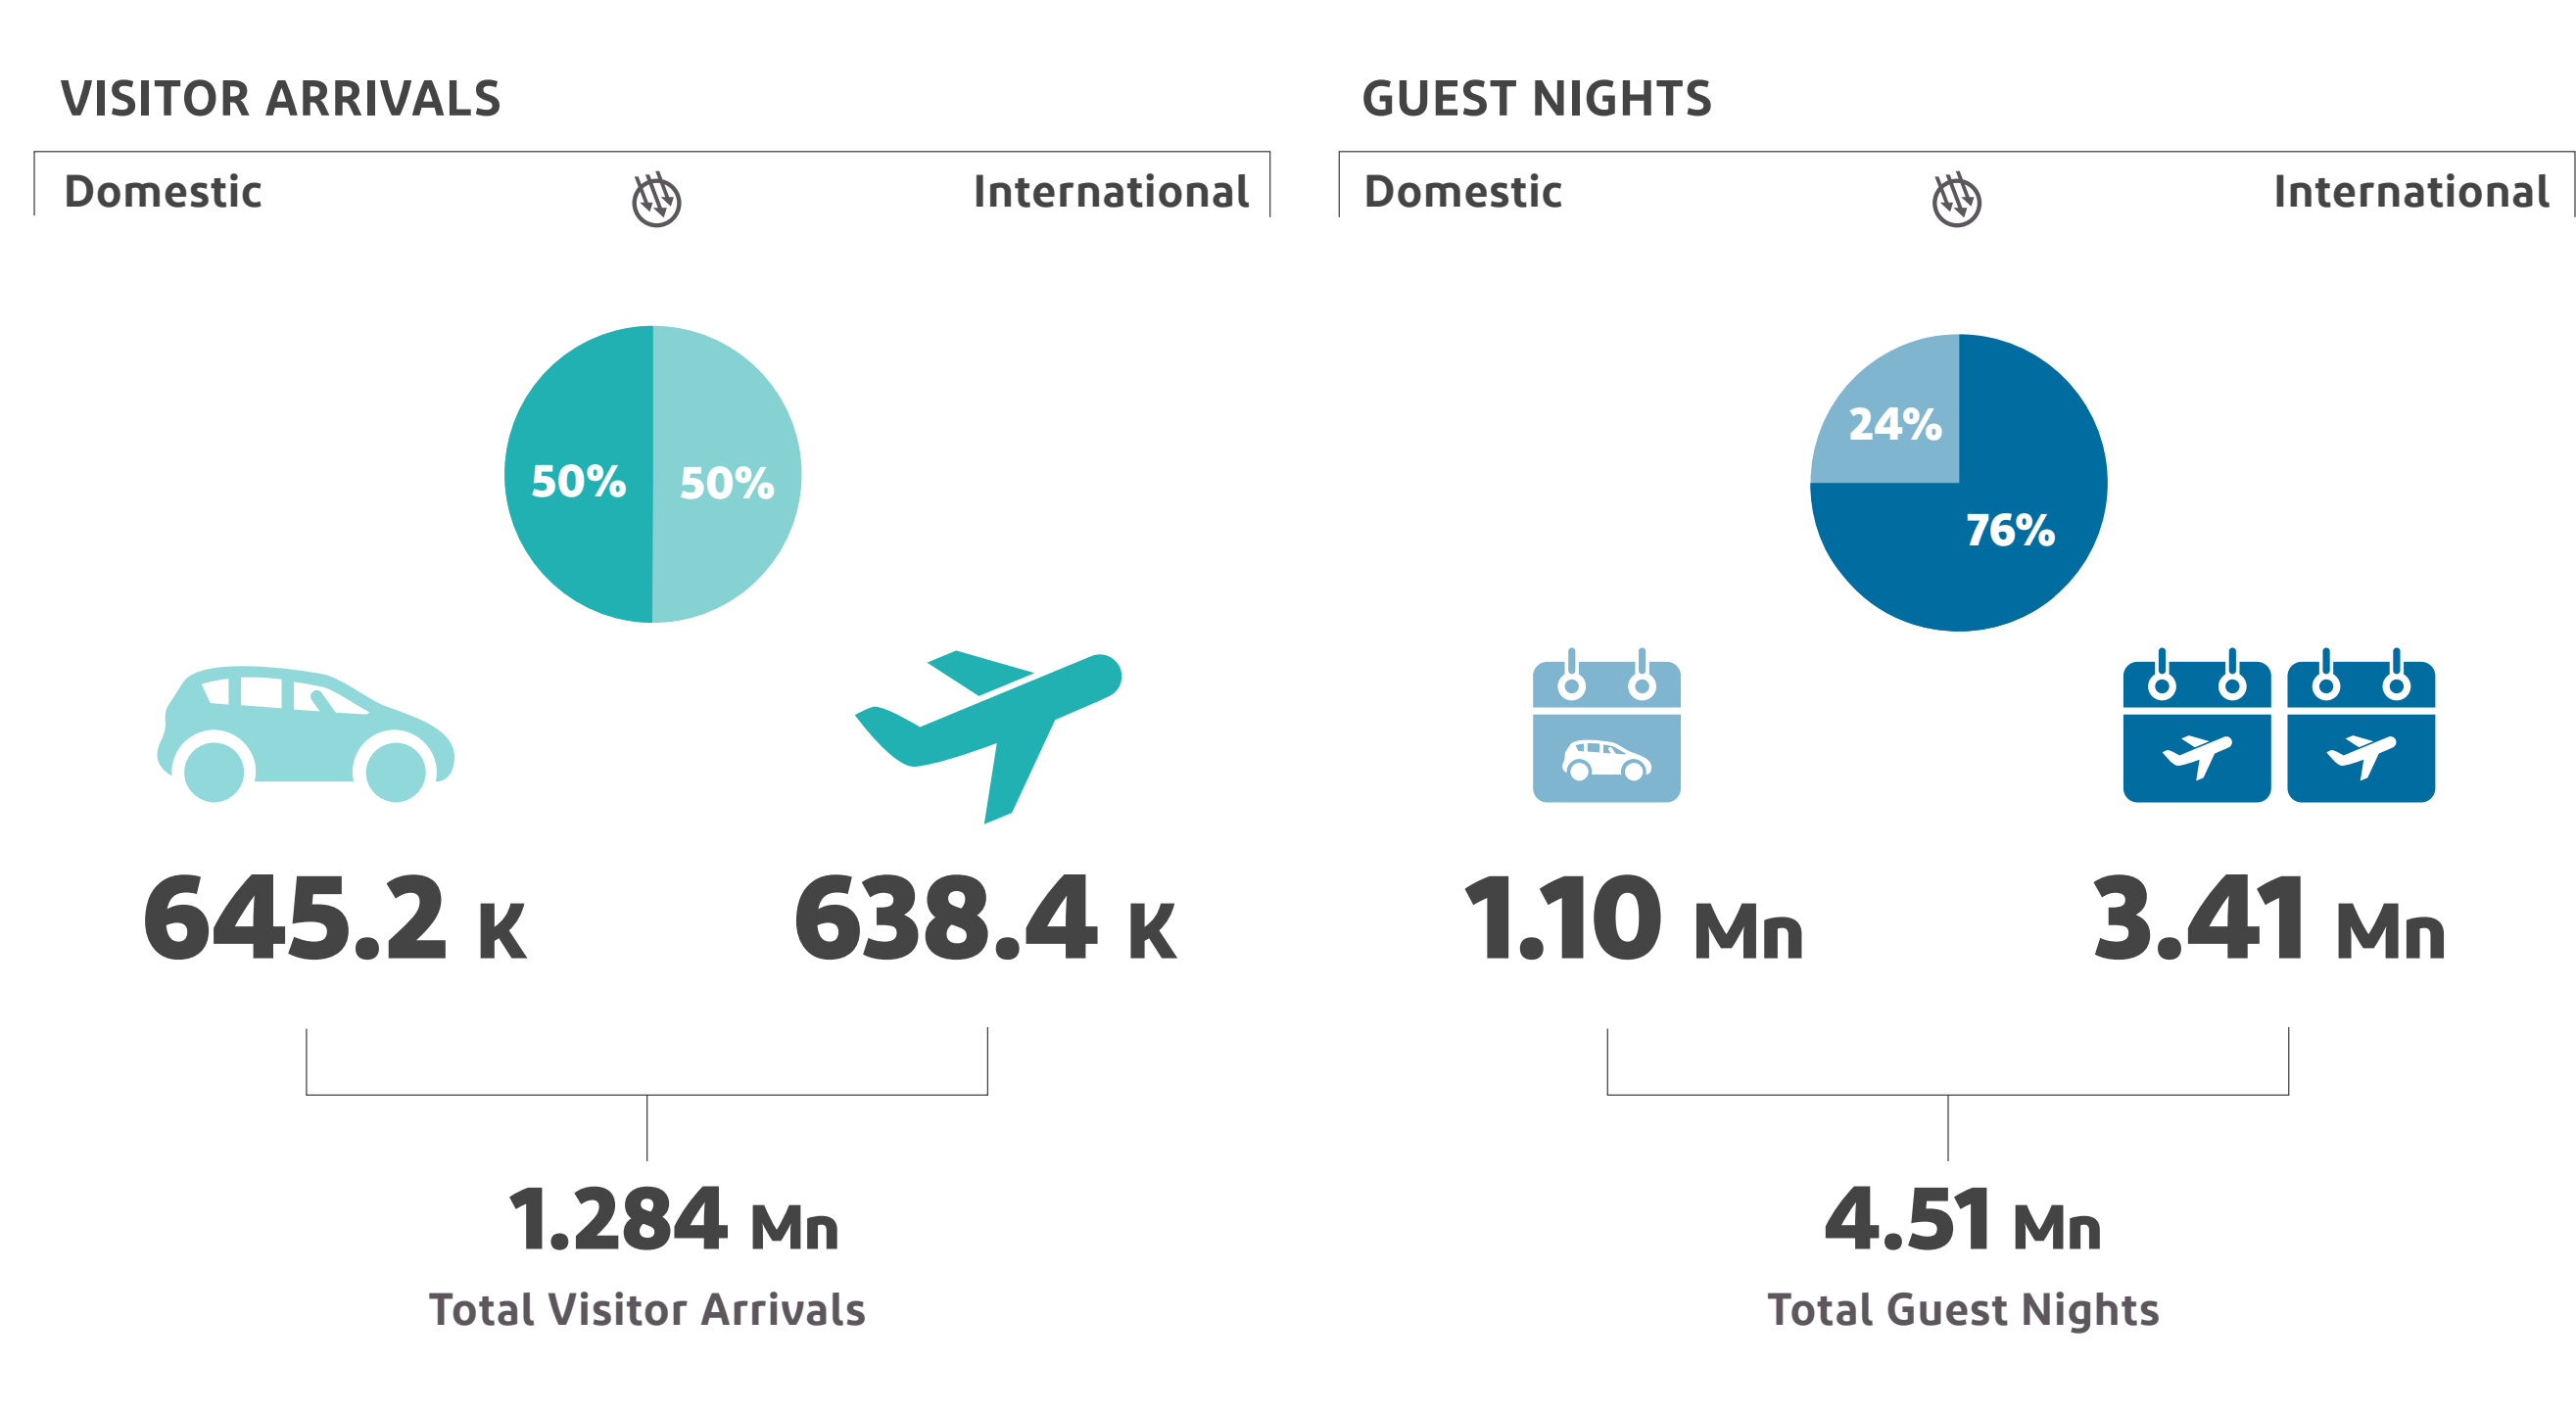 VISITOR ARRIVALS
Domestic
International
50%
50%
645.2 K
638.4 K
1.284 Mn
Total Visitor Arrivals
GUEST NIGHTS
Domestic
International
24%
76%
1.10 Mn
3.41 Mn
4.51 Mn
Total Guest Nights